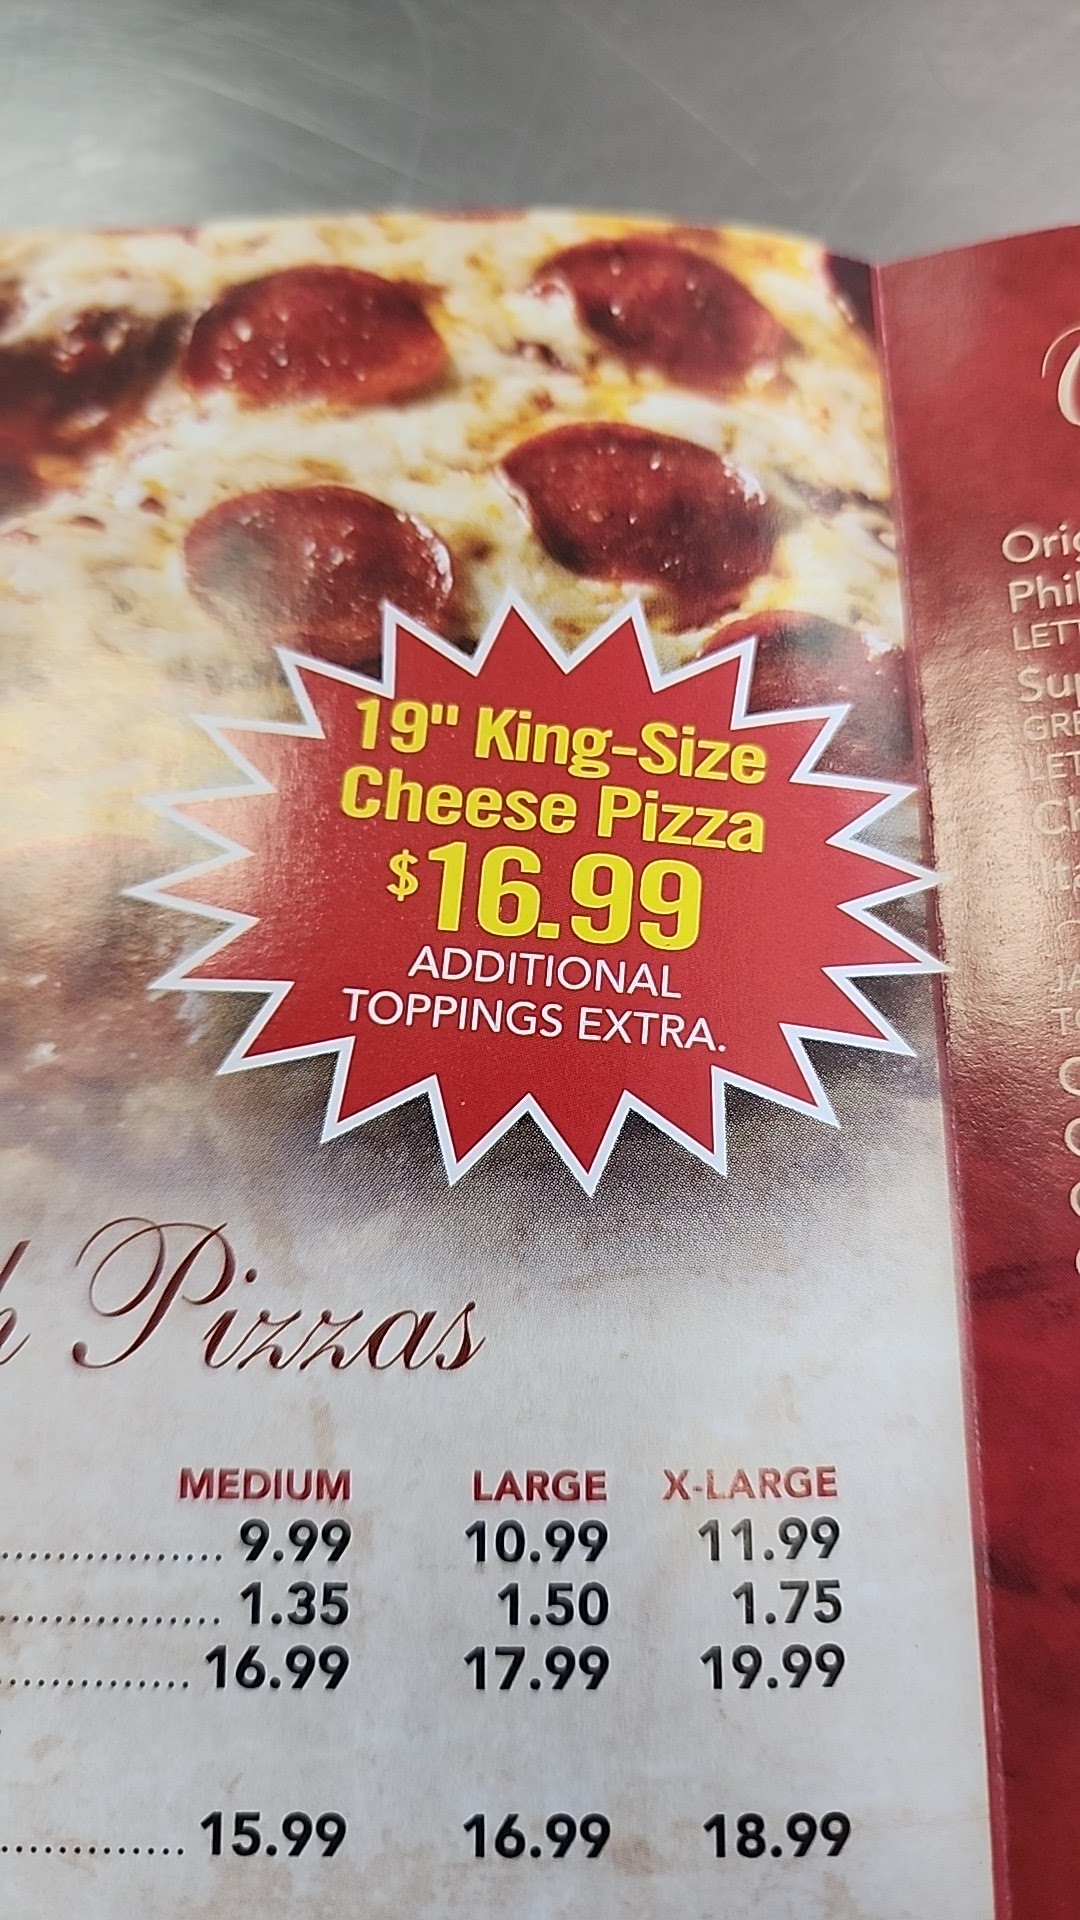 19" King-Size
Cheese Pizza
$16.99
ADDITIONAL
TOPPINGS EXTRA.
Pizzas
MEDIUM LARGE X-LARGE
9.99 10.99 11.99
1.35 1.50 1.75
16.99 17.99 19.99
15.99 16.99 18.99